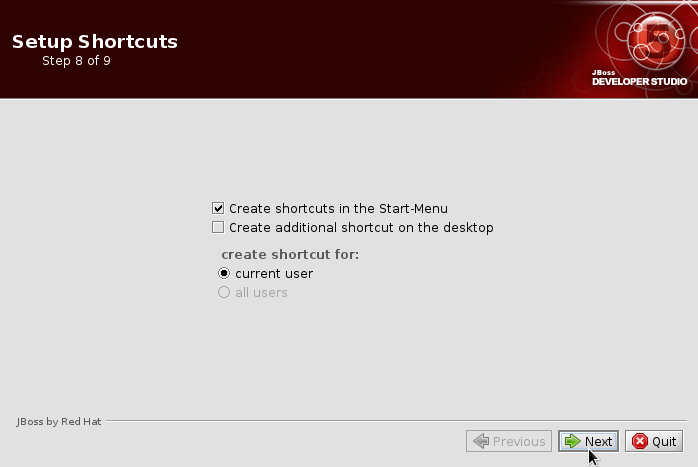 Setup Shortcuts
Step 8 of 9
JBoss
DEVELOPER STUDIO
Create shortcuts in the Start-Menu
Create additional shortcut on the desktop
create shortcut for:
current user
all users
JBoss by Red Hat
Previous
Next
Quit